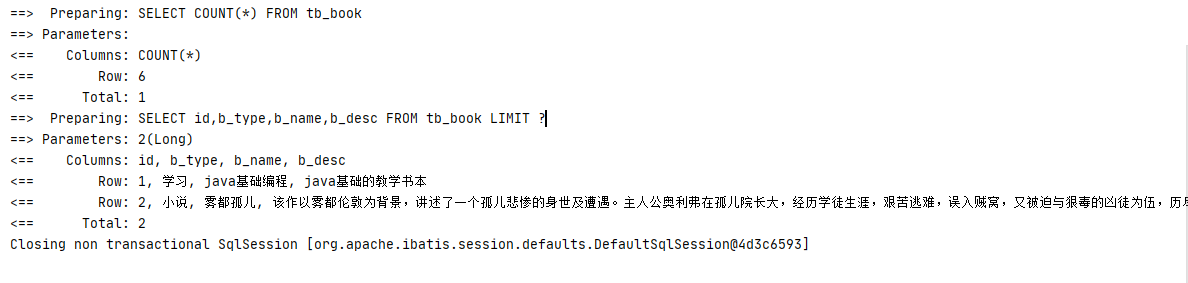 ==>  Preparing: SELECT COUNT(*) FROM tb_book
==> Parameters:
<==    Columns: COUNT(*)
<==        Row: 6
<==      Total: 1
==>  Preparing: SELECT id,b_type,b_name,b_desc FROM tb_book LIMIT ?
==> Parameters: 2(Long)
<==    Columns: id, b_type, b_name, b_desc
<==        Row: 1, 学习, java基础编程, java基础的教学书本
<==        Row: 2, 小说, 雾都孤儿, 该作以雾都伦敦为背景，讲述了一个孤儿悲惨的身世及遭遇。主人公奥利弗在孤儿院长大，经历学徒生涯，艰苦逃难，误入贼窝，又被迫与狠毒的凶徒为伍，历
<==      Total: 2
Closing non transactional SqlSession [org.apache.ibatis.session.defaults.DefaultSqlSession@4d3c6593]